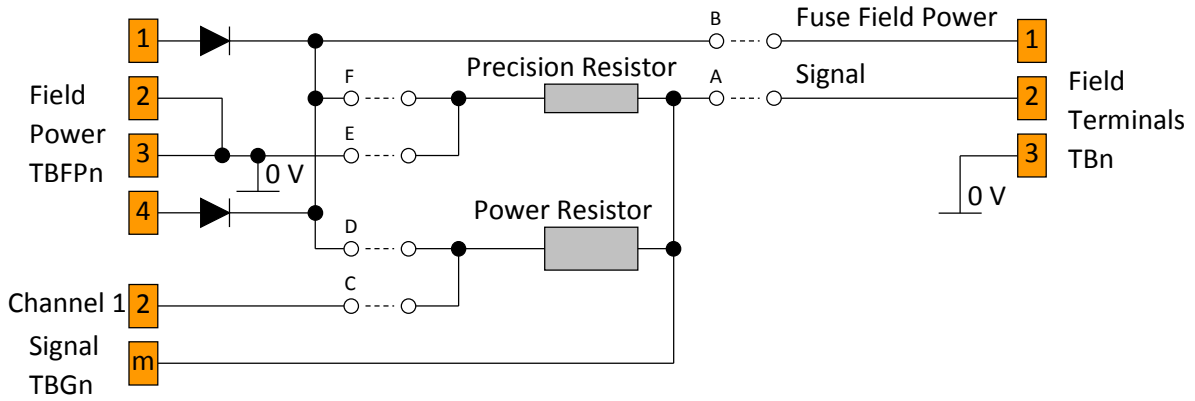 1
B
Fuse Field Power
1
F
Precision Resistor
A
Signal
Field
Power
TBFPn
2
3
E
0 V
4
2
Field
Terminals
TBn
3
0 V
D
Power Resistor
Channel 1
2
C
Signal
TBGn
m